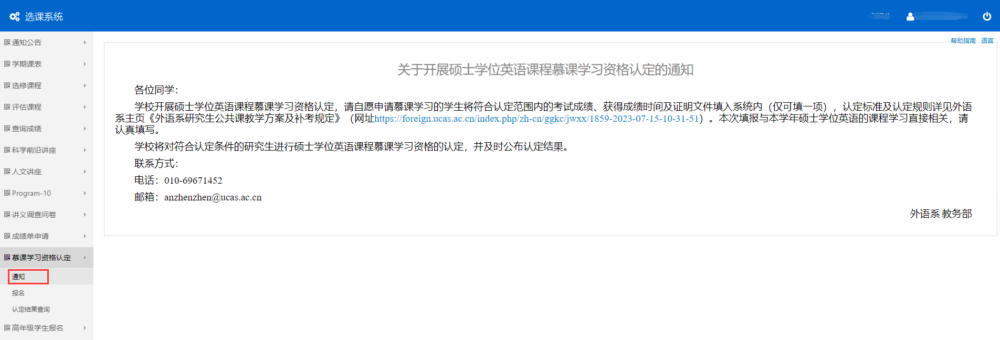 选课系统
帮助指南 语言
通知公告
学期课表
选修课程
评估课程
查询成绩
科学前沿讲座
人文讲座
Program-10
讲义调查问卷
成绩单申请
慕课学习资格认定
通知
报名
认定结果查询
高年级学生报名
关于开展硕士学位英语课程慕课学习资格认定的通知
各位同学：
学校开展硕士学位英语课程慕课学习资格认定，请自愿申请慕课学习的学生将符合认定范围内的考试成绩、获得成绩时间及证明文件填入系统内（仅可填一项），认定标准及认定规则详见外语
系主页《外语系研究生公共课教学方案及补考规定》（网址https://foreign.ucas.ac.cn/index.php/zh-cn/ggkc/jwxx/1859-2023-07-15-10-31-51）。本次填报与本学年硕士学位英语的课程学习直接相关，请
认真填写。
学校将对符合认定条件的研究生进行硕士学位英语课程慕课学习资格的认定，并及时公布认定结果。
联系方式：
电话：010-69671452
邮箱：anzhenzhen@ucas.ac.cn
外语系 教务部